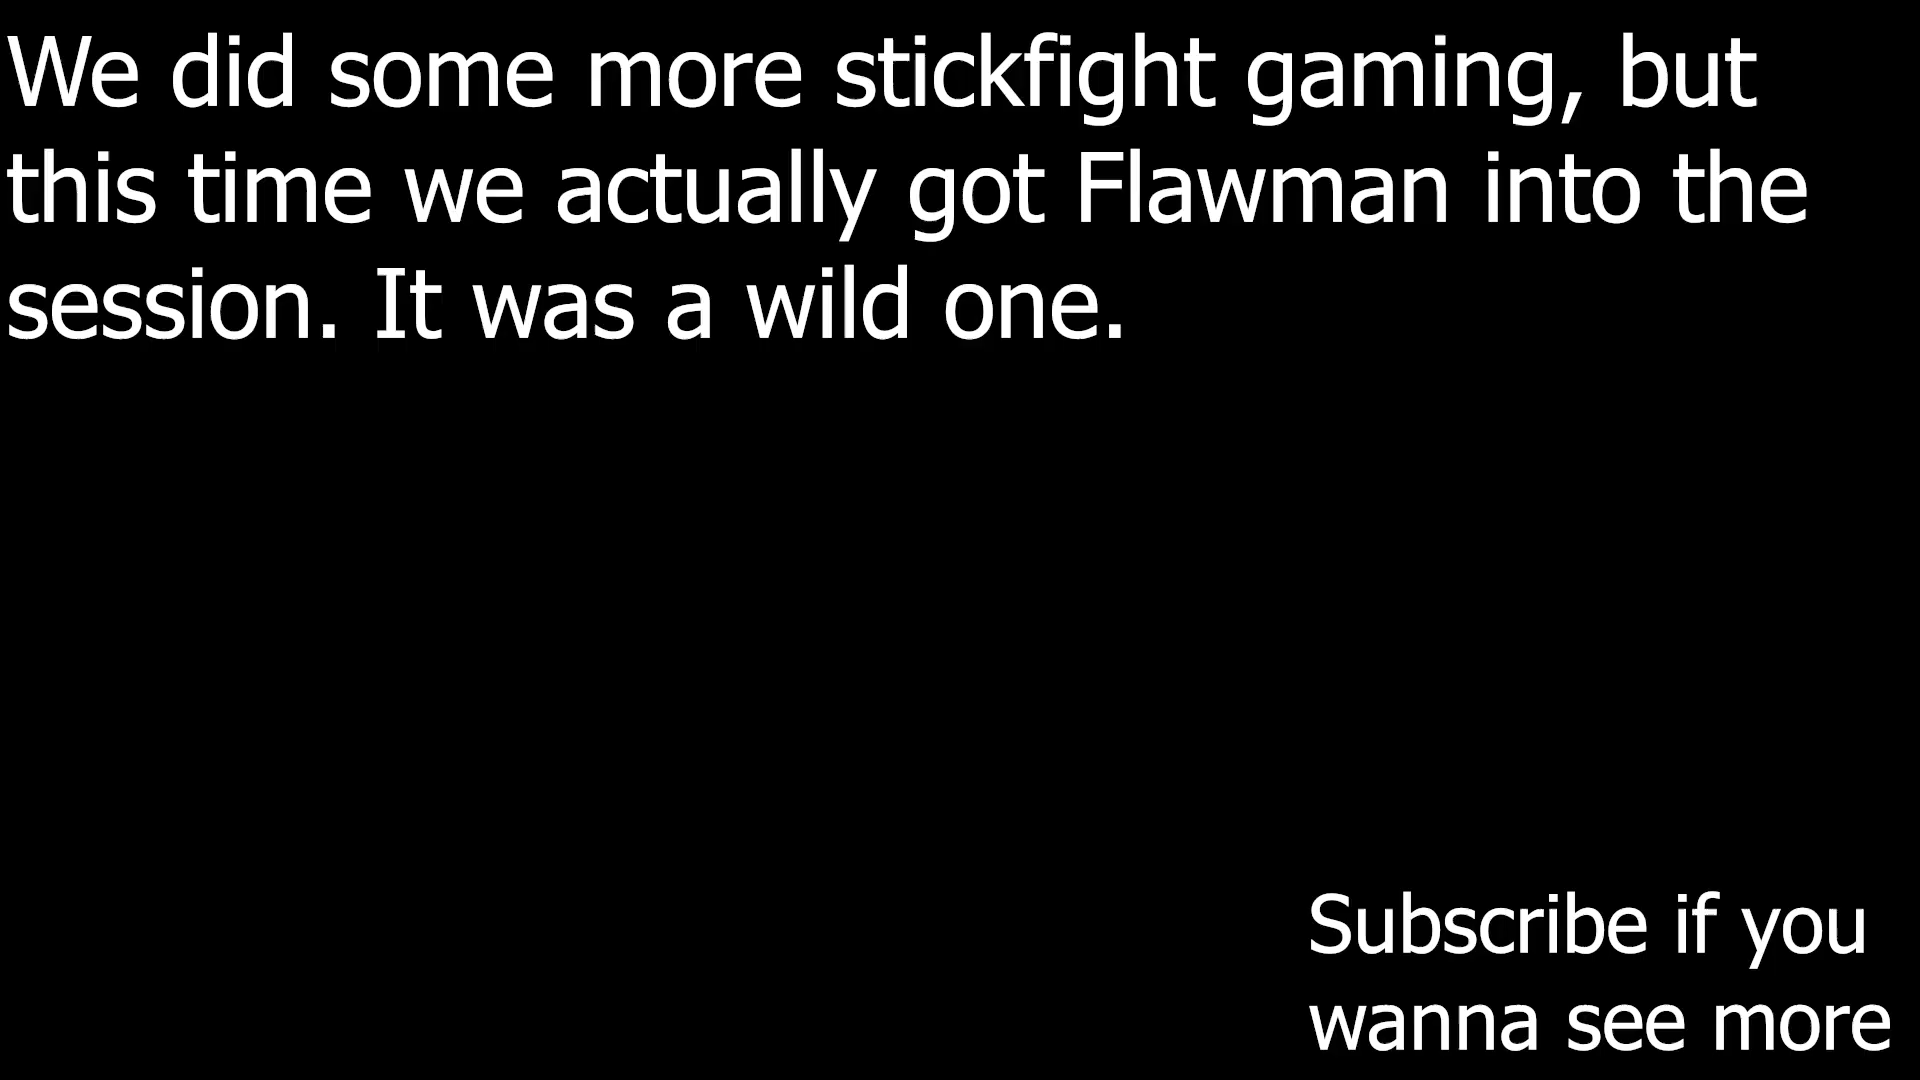 We did some more stickfight gaming, but
this time we actually got Flawman into the
session. It was a wild one.
Subscribe if you
wanna see more